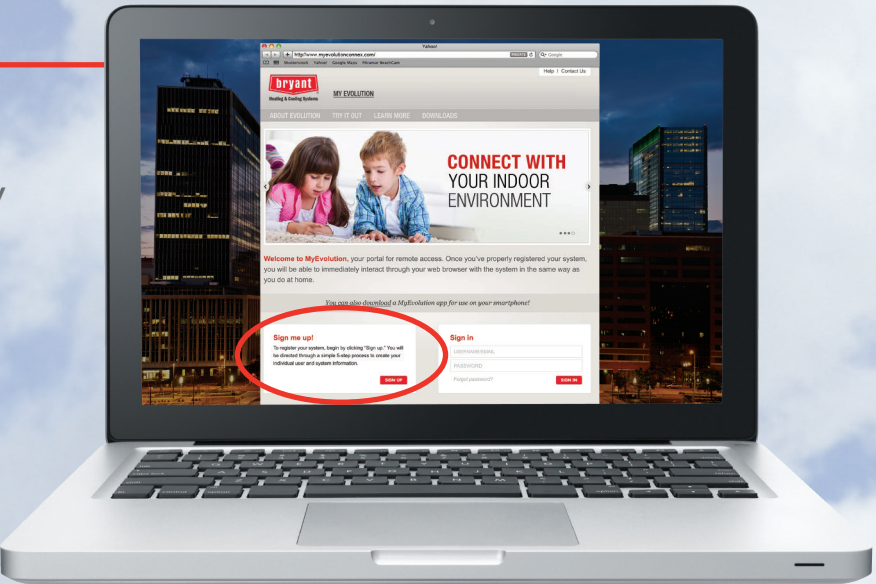 Yahoo!
http://www.myevolutionconnex.com/
Google
Yahoo! Google Maps Miramar BeachCam
Help | Contact Us
bryant
Heating & Cooling Systems
MY EVOLUTION
ABOUT EVOLUTION TRY IT OUT LEARN MORE DOWNLOADS
CONNECT WITH
YOUR INDOOR
ENVIRONMENT
Welcome to MyEvolution, your portal for remote access. Once you've properly registered your system,
you will be able to immediately interact through your web browser with the system in the same way as
you do at home.
You can also download a MyEvolution app for use on your smartphone!
Sign me up!
To register your system, begin by clicking "Sign up." You will
be directed through a simple 5-step process to create your
individual user and system information.
SIGN UP
Sign in
USERNAME/EMAIL
PASSWORD
Forgot password?
SIGN IN